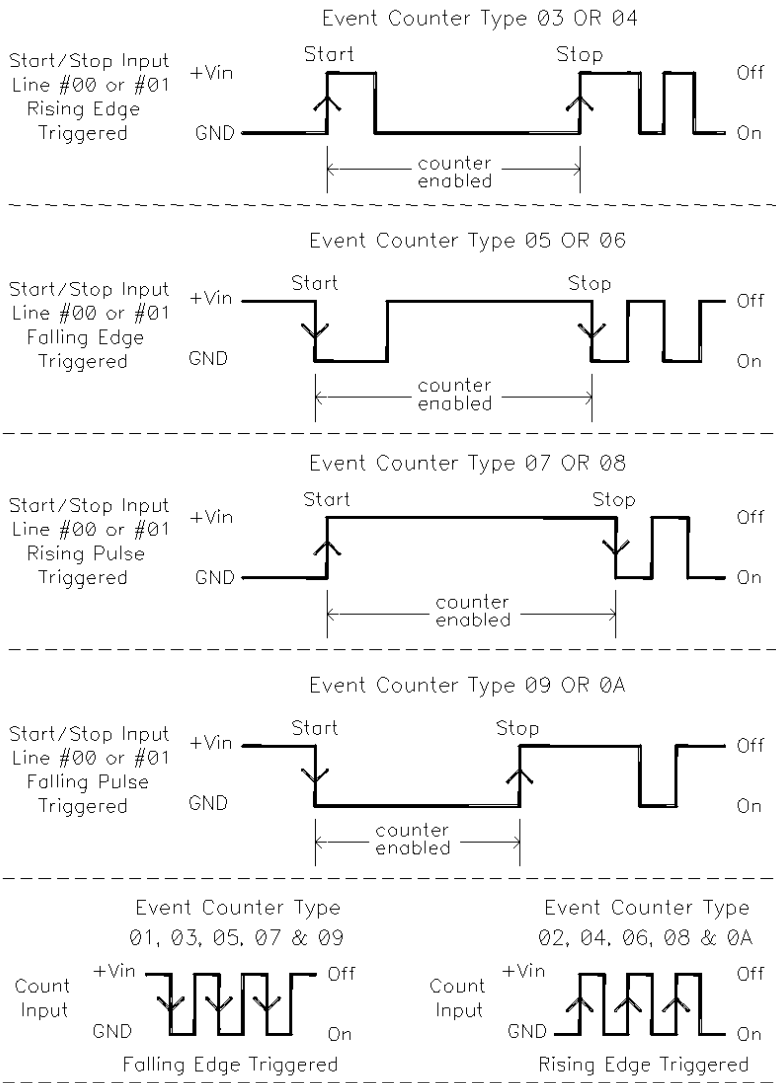 Event Counter Type 03 OR 04
Start/Stop Input
Line #00 or #01
Rising Edge
Triggered
+Vin
GND
Start
Stop
Off
On
counter
enabled
Event Counter Type 05 OR 06
Start/Stop Input
Line #00 or #01
Falling Edge
Triggered
+Vin
GND
Start
Stop
Off
On
counter
enabled
Event Counter Type 07 OR 08
Start/Stop Input
Line #00 or #01
Rising Pulse
Triggered
+Vin
GND
Start
Stop
Off
On
counter
enabled
Event Counter Type 09 OR 0A
Start/Stop Input
Line #00 or #01
Falling Pulse
Triggered
+Vin
GND
Start
Stop
Off
On
counter
enabled
Event Counter Type
01, 03, 05, 07 & 09
Count
Input
+Vin
GND
Off
On
Falling Edge Triggered
Event Counter Type
02, 04, 06, 08 & 0A
Count
Input
+Vin
GND
Off
On
Rising Edge Triggered